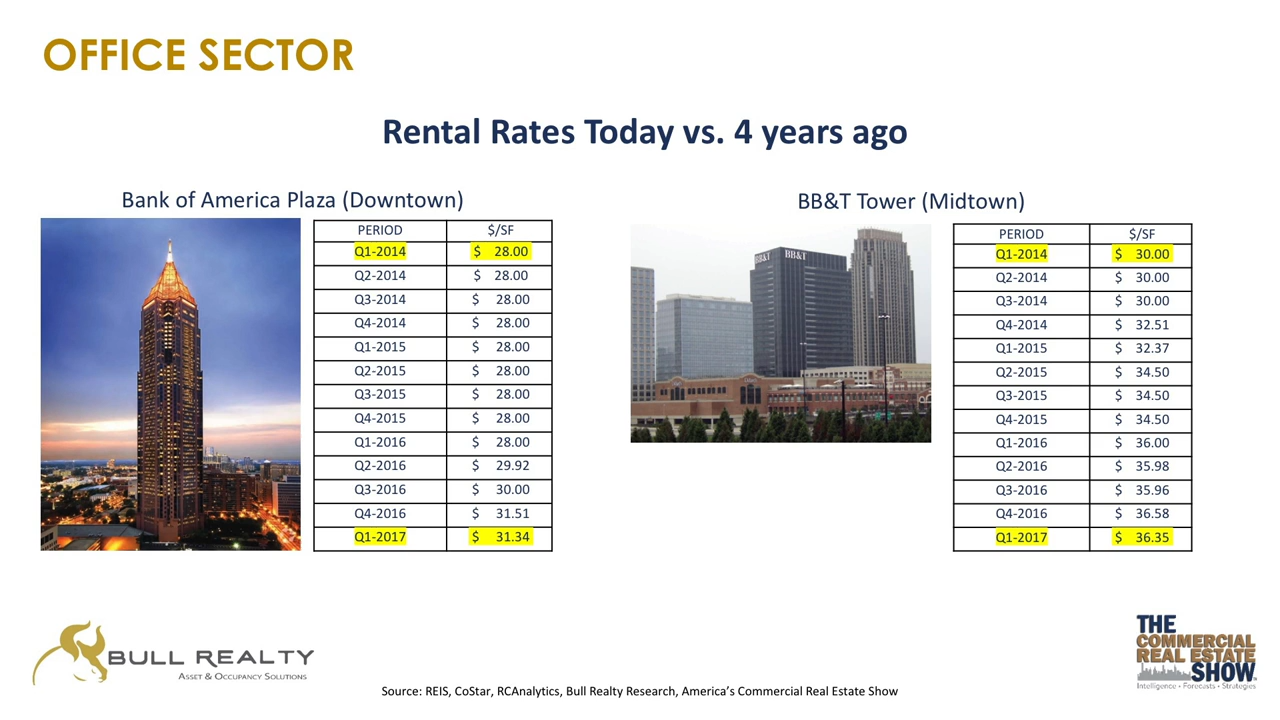 OFFICE SECTOR
Rental Rates Today vs. 4 years ago
Bank of America Plaza (Downtown)
PERIOD $/SF
Q1-2014 $ 28.00
Q2-2014 $ 28.00
Q3-2014 $ 28.00
Q4-2014 $ 28.00
Q1-2015 $ 28.00
Q2-2015 $ 28.00
Q3-2015 $ 28.00
Q4-2015 $ 28.00
Q1-2016 $ 28.00
Q2-2016 $ 29.92
Q3-2016 $ 30.00
Q4-2016 $ 31.51
Q1-2017 $ 31.34
BB&T Tower (Midtown)
BB&T BB&T
PERIOD $/SF
Q1-2014 $ 30.00
Q2-2014 $ 30.00
Q3-2014 $ 30.00
Q4-2014 $ 32.51
Q1-2015 $ 32.37
Q2-2015 $ 34.50
Q3-2015 $ 34.50
Q4-2015 $ 34.50
Q1-2016 $ 36.00
Q2-2016 $ 35.98
Q3-2016 $ 35.96
Q4-2016 $ 36.58
Q1-2017 $ 36.35
BULL REALTY
ASSET & OCCUPANCY SOLUTIONS
Source: REIS, CoStar, RCAnalytics, Bull Realty Research, America's Commercial Real Estate Show
THE
COMMERCIAL
REAL ESTATE
SHOW
Intelligence • Forecasts • Strategies